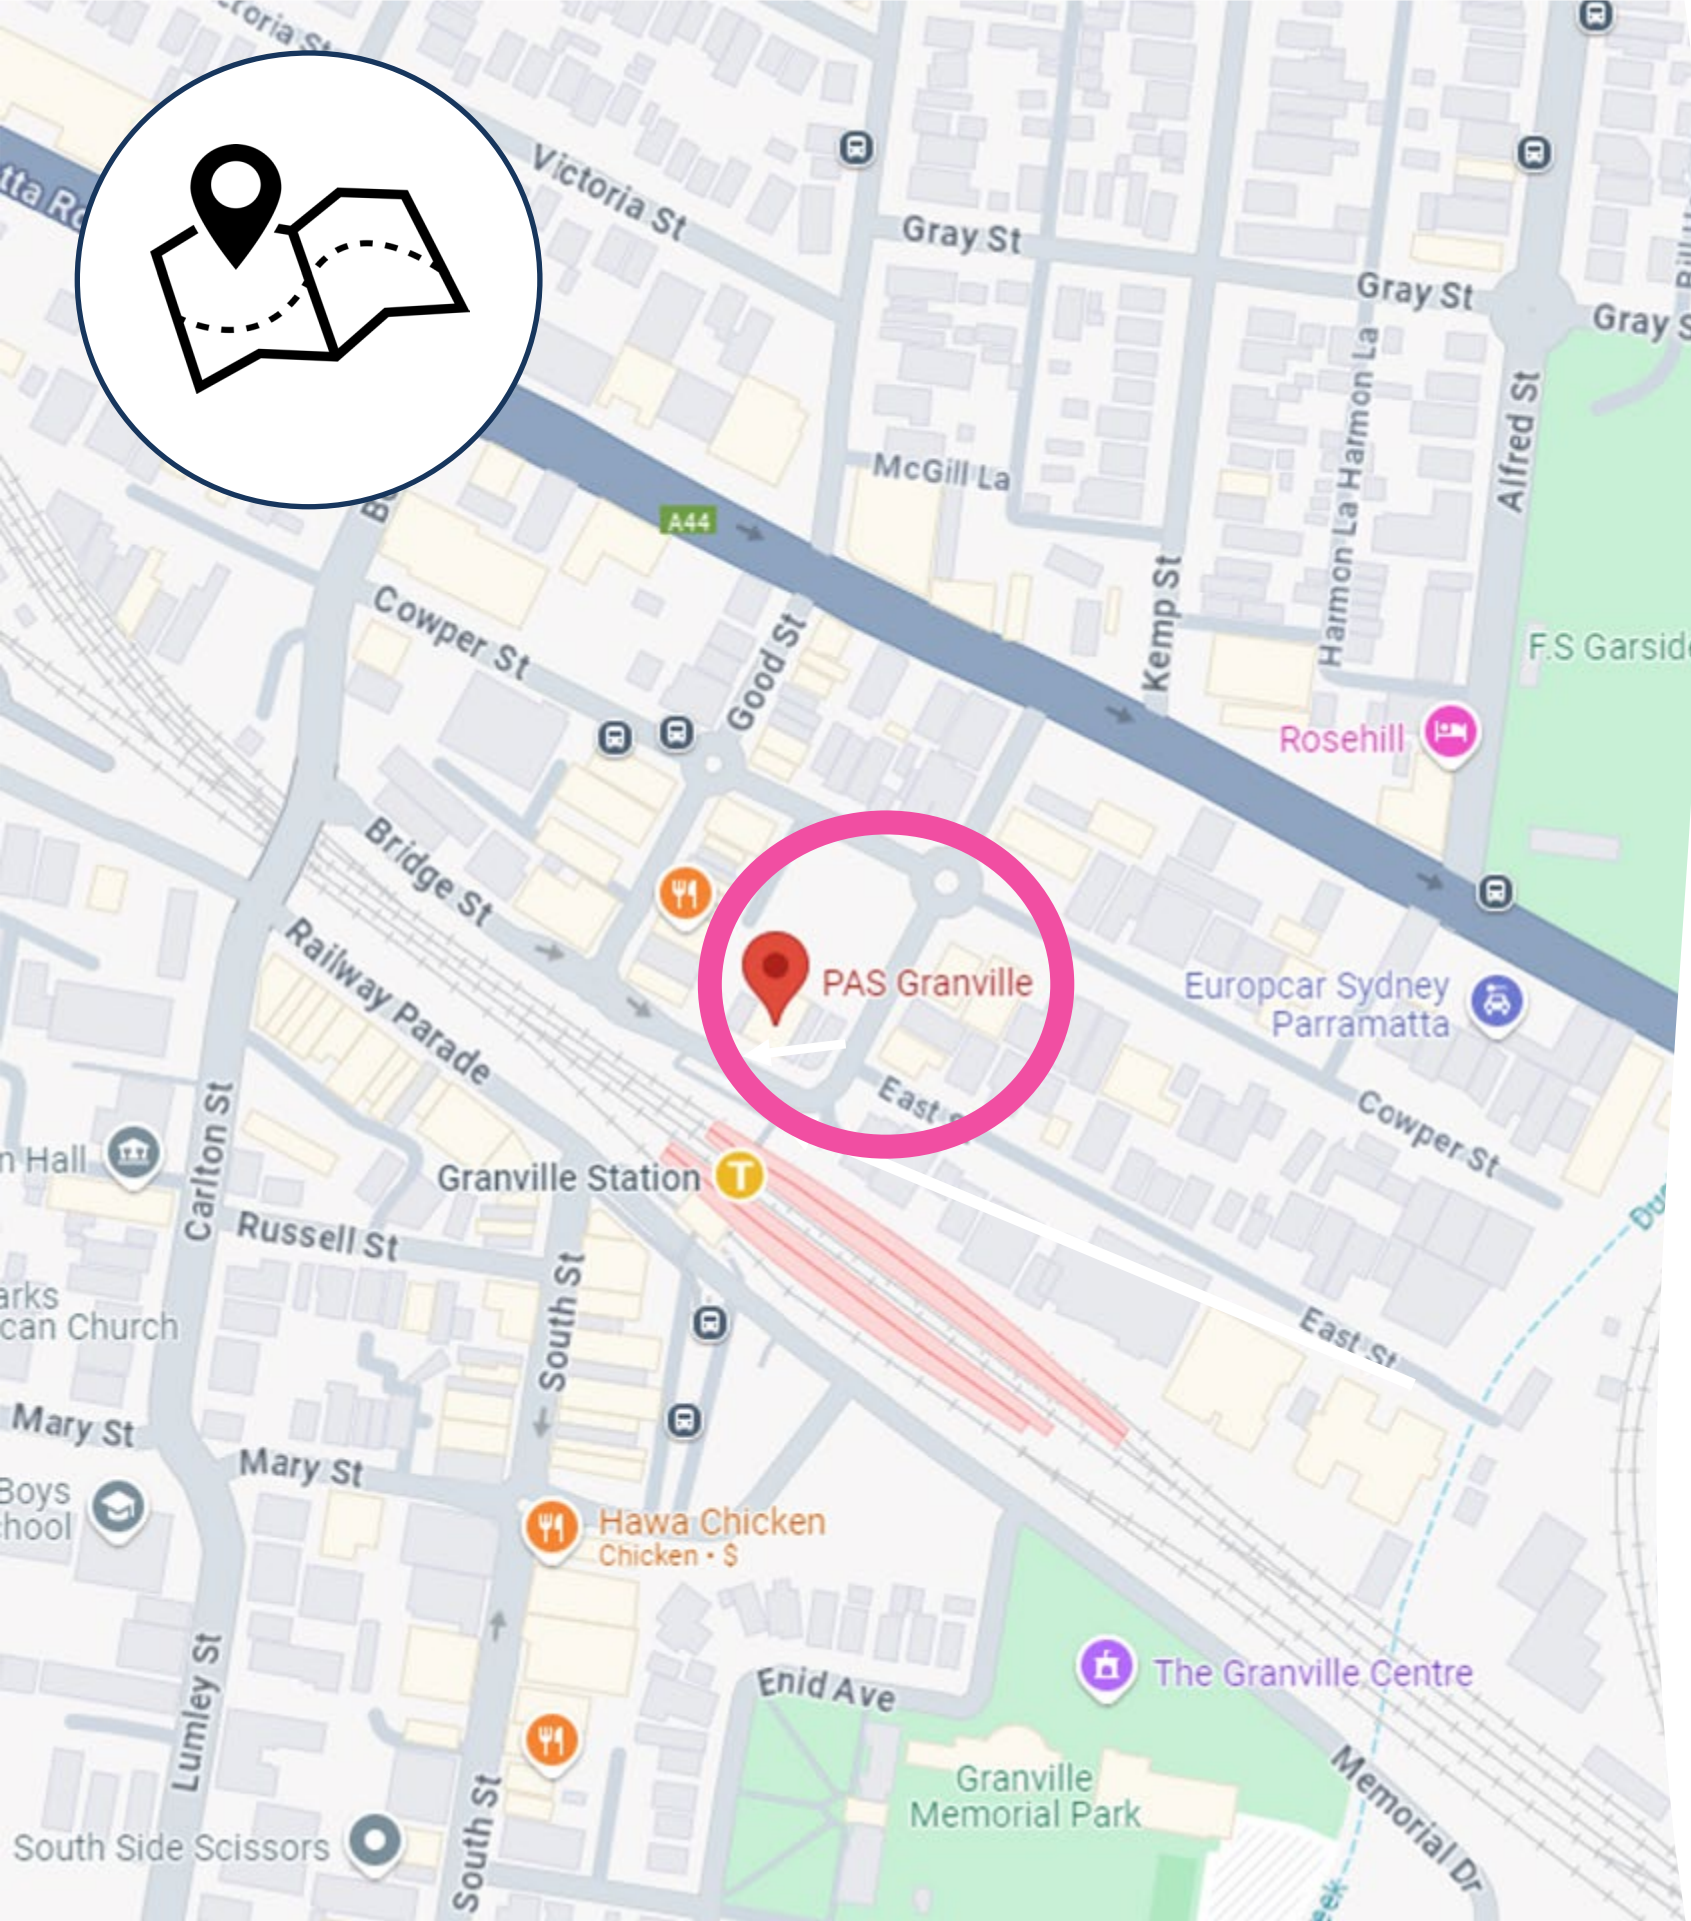 Victoria St
Gray St
Gray St
Gray
Harmon La Harmon La
Alfred St
McGill La
A44
Kemp St
Cowper St
Good St
F.S Garside
Rosehill
Bridge St
PAS Granville
Europcar Sydney
Parramatta
Railway Parade
East St
Cowper St
Carlton St
Hall
Granville Station
Russell St
South St
Church
East St
Mary St
Mary St
Boys
Hawa Chicken
Chicken • $
Lumley St
Enid Ave
The Granville Centre
Granville
Memorial Park
Memorial Dr
South St
South Side Scissors